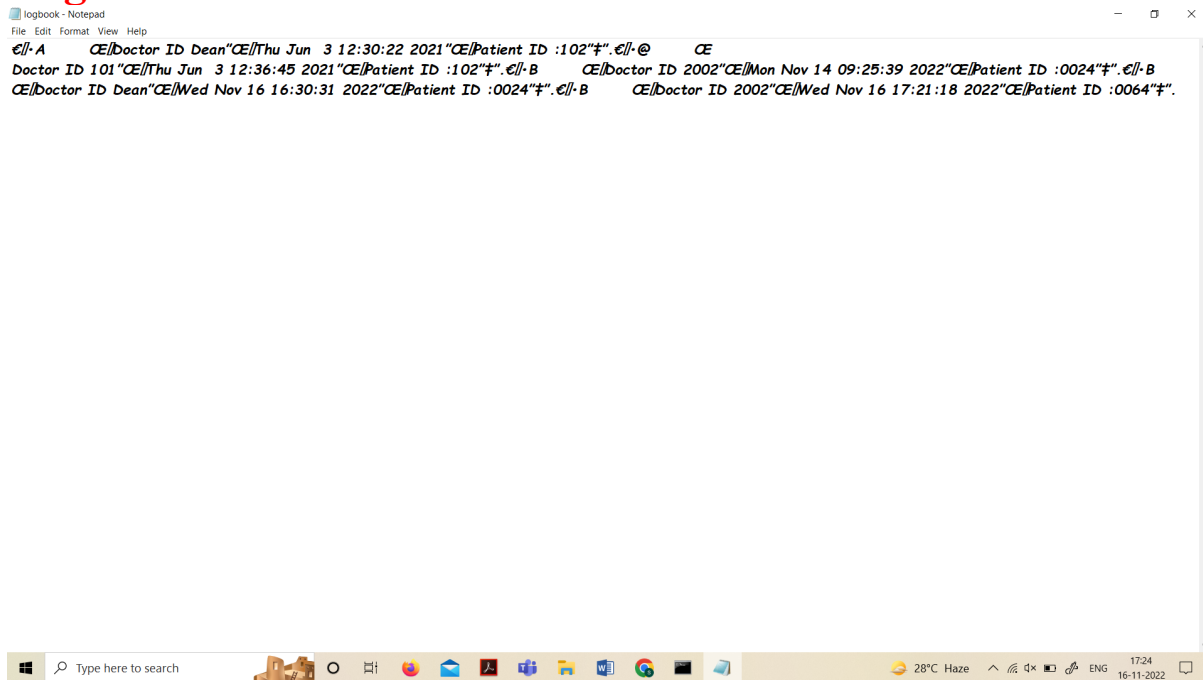 logbook - Notepad
File Edit Format View Help
€•A Œ Doctor ID Dean”Œ Thu Jun  3 12:30:22 2021”Œ Patient ID :102”‡”.€•@ Œ
Doctor ID 101”Œ Thu Jun  3 12:36:45 2021”Œ Patient ID :102”‡”.€•B Œ Doctor ID 2002”Œ Mon Nov 14 09:25:39 2022”Œ Patient ID :0024”‡”.€•B
Œ Doctor ID Dean”Œ Wed Nov 16 16:30:31 2022”Œ Patient ID :0024”‡”.€•B Œ Doctor ID 2002”Œ Wed Nov 16 17:21:18 2022”Œ Patient ID :0064”‡”.
Type here to search
28°C Haze
ENG
17:24
16-11-2022